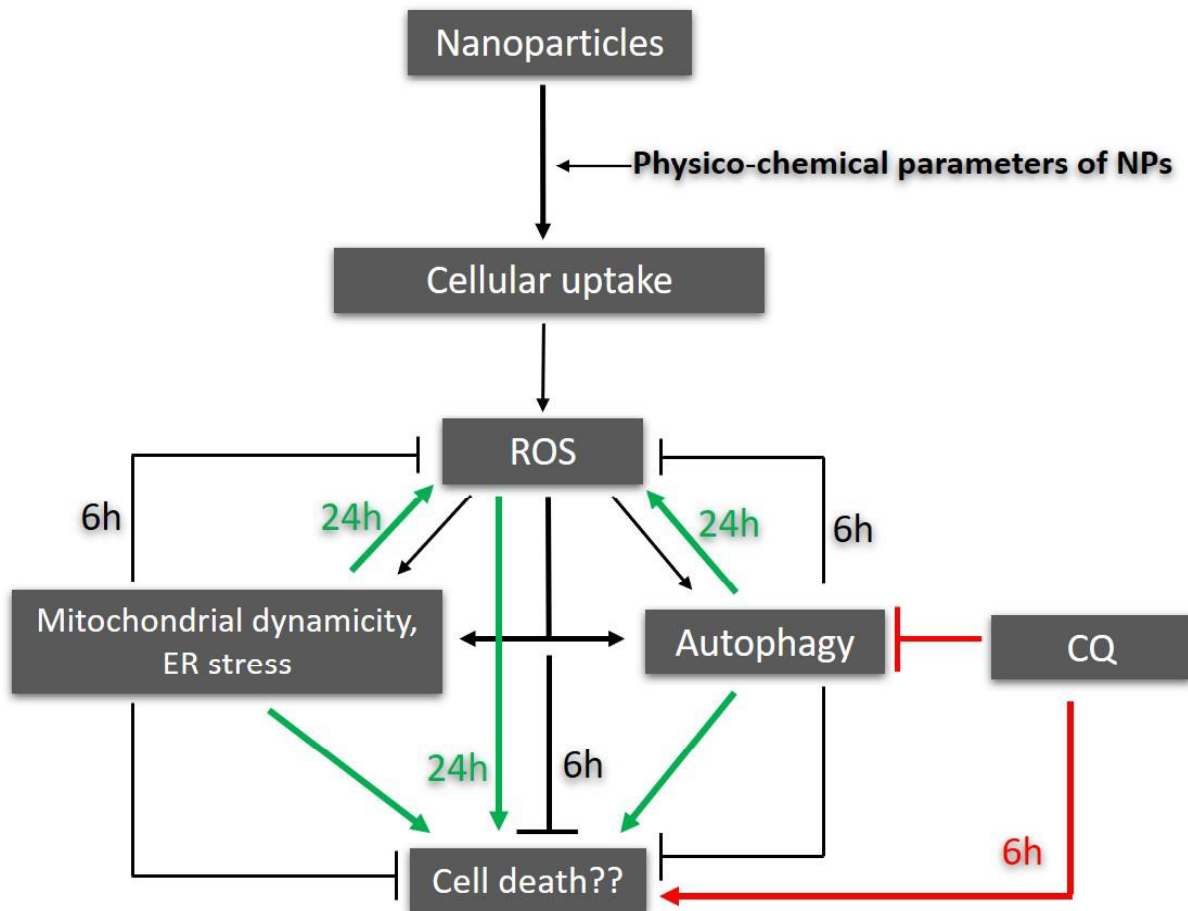 Nanoparticles
Physico-chemical parameters of NPs
Cellular uptake
ROS
6h
24h
24h
6h
Mitochondrial dynamicity,
ER stress
Autophagy
CQ
24h
6h
6h
Cell death??